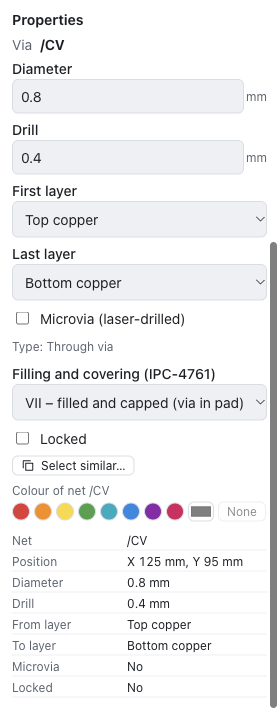 Properties
Via /CV
Diameter
0.8 mm
Drill
0.4 mm
First layer
Top copper
Last layer
Bottom copper
Microvia (laser-drilled)
Type: Through via
Filling and covering (IPC-4761)
VII – filled and capped (via in pad)
Locked
Select similar...
Colour of net /CV
None
Net /CV
Position X 125 mm, Y 95 mm
Diameter 0.8 mm
Drill 0.4 mm
From layer Top copper
To layer Bottom copper
Microvia No
Locked No